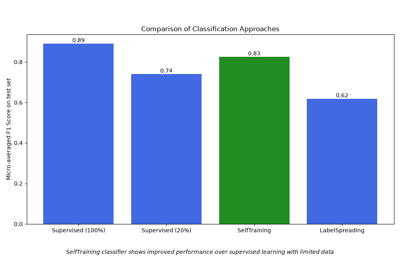 Comparison of Classification Approaches
Micro-averaged F1 Score on test set
0.8
0.6
0.4
0.2
0.0
0.89
0.74
0.83
0.62
Supervised (100%)
Supervised (20%)
SelfTraining
LabelSpreading
SelfTraining classifier shows improved performance over supervised learning with limited data